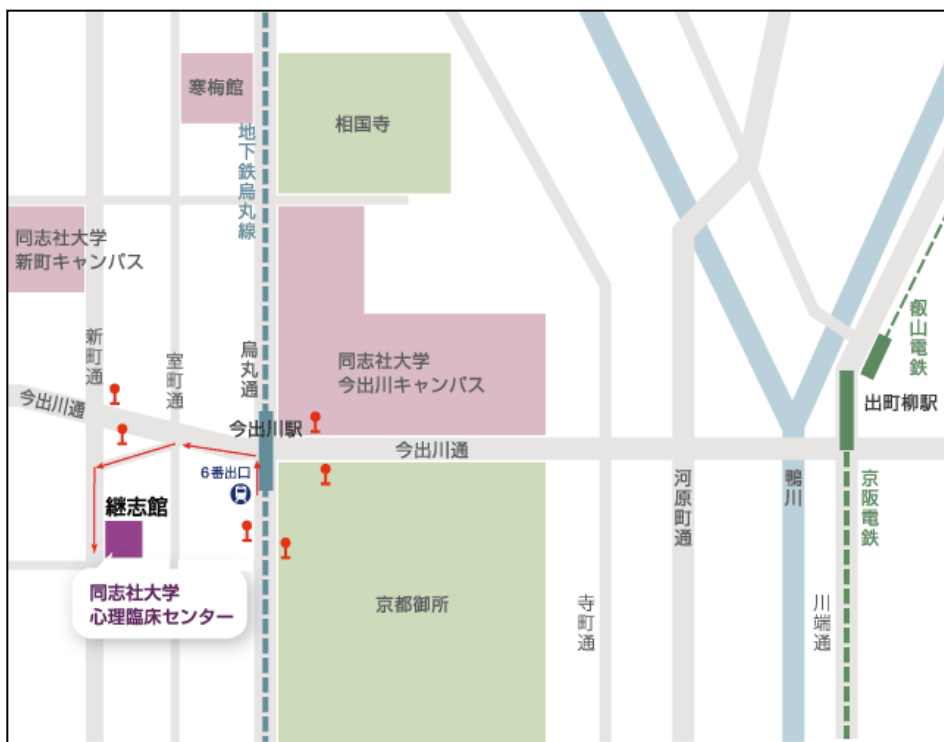 寒梅館
相国寺
地下鉄烏丸線
同志社大学
新町キャンパス
叡山電鉄
新町通
室町通
烏丸通
同志社大学
今出川キャンパス
出町柳駅
今出川通
今出川駅
今出川通
6番出口
河原町通
鴨川
京阪電鉄
継志館
同志社大学
心理臨床センター
京都御所
寺町通
川端通